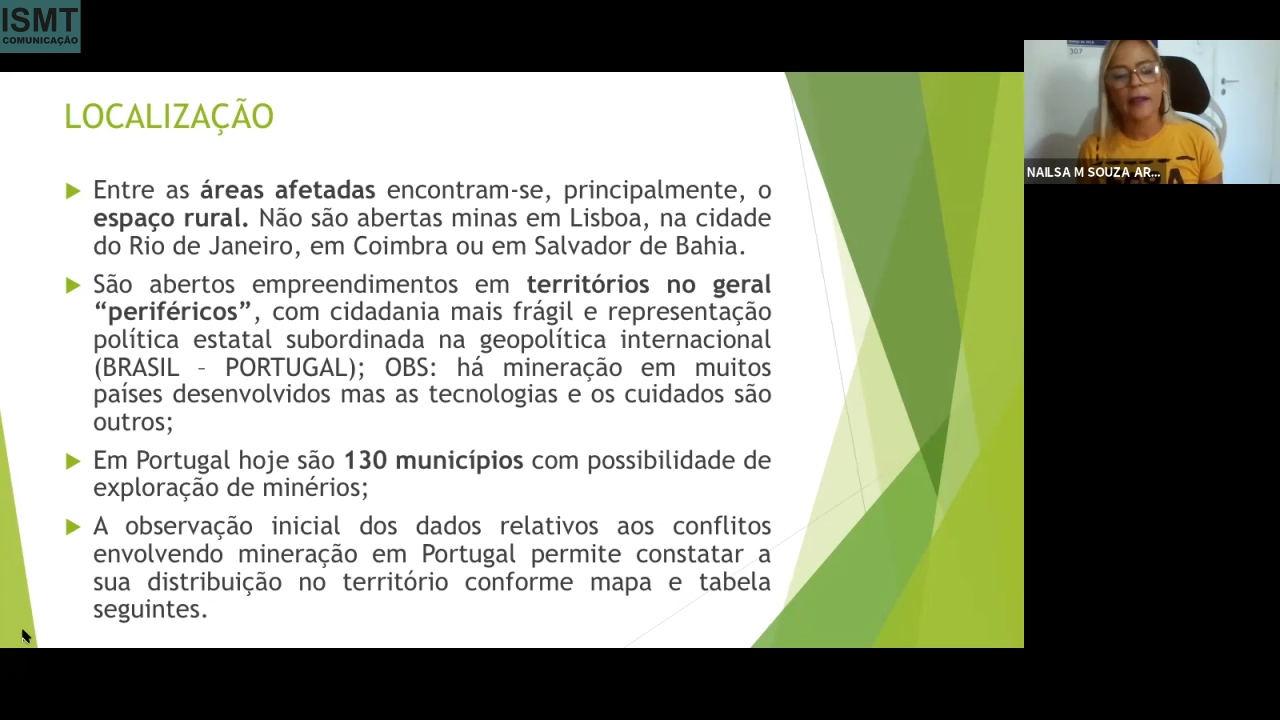 ISMT
COMUNICAÇÃO
LOCALIZAÇÃO
Entre as áreas afetadas encontram-se, principalmente, o
espaço rural. Não são abertas minas em Lisboa, na cidade
do Rio de Janeiro, em Coimbra ou em Salvador de Bahia.
São abertos empreendimentos em territórios no geral
“periféricos”, com cidadania mais frágil e representação
política estatal subordinada na geopolítica internacional
(BRASIL – PORTUGAL); OBS: há mineração em muitos
países desenvolvidos mas as tecnologias e os cuidados são
outros;
Em Portugal hoje são 130 municípios com possibilidade de
exploração de minérios;
A observação inicial dos dados relativos aos conflitos
envolvendo mineração em Portugal permite constatar a
sua distribuição no território conforme mapa e tabela
seguintes.
307
NAILSA M SOUZA AR...